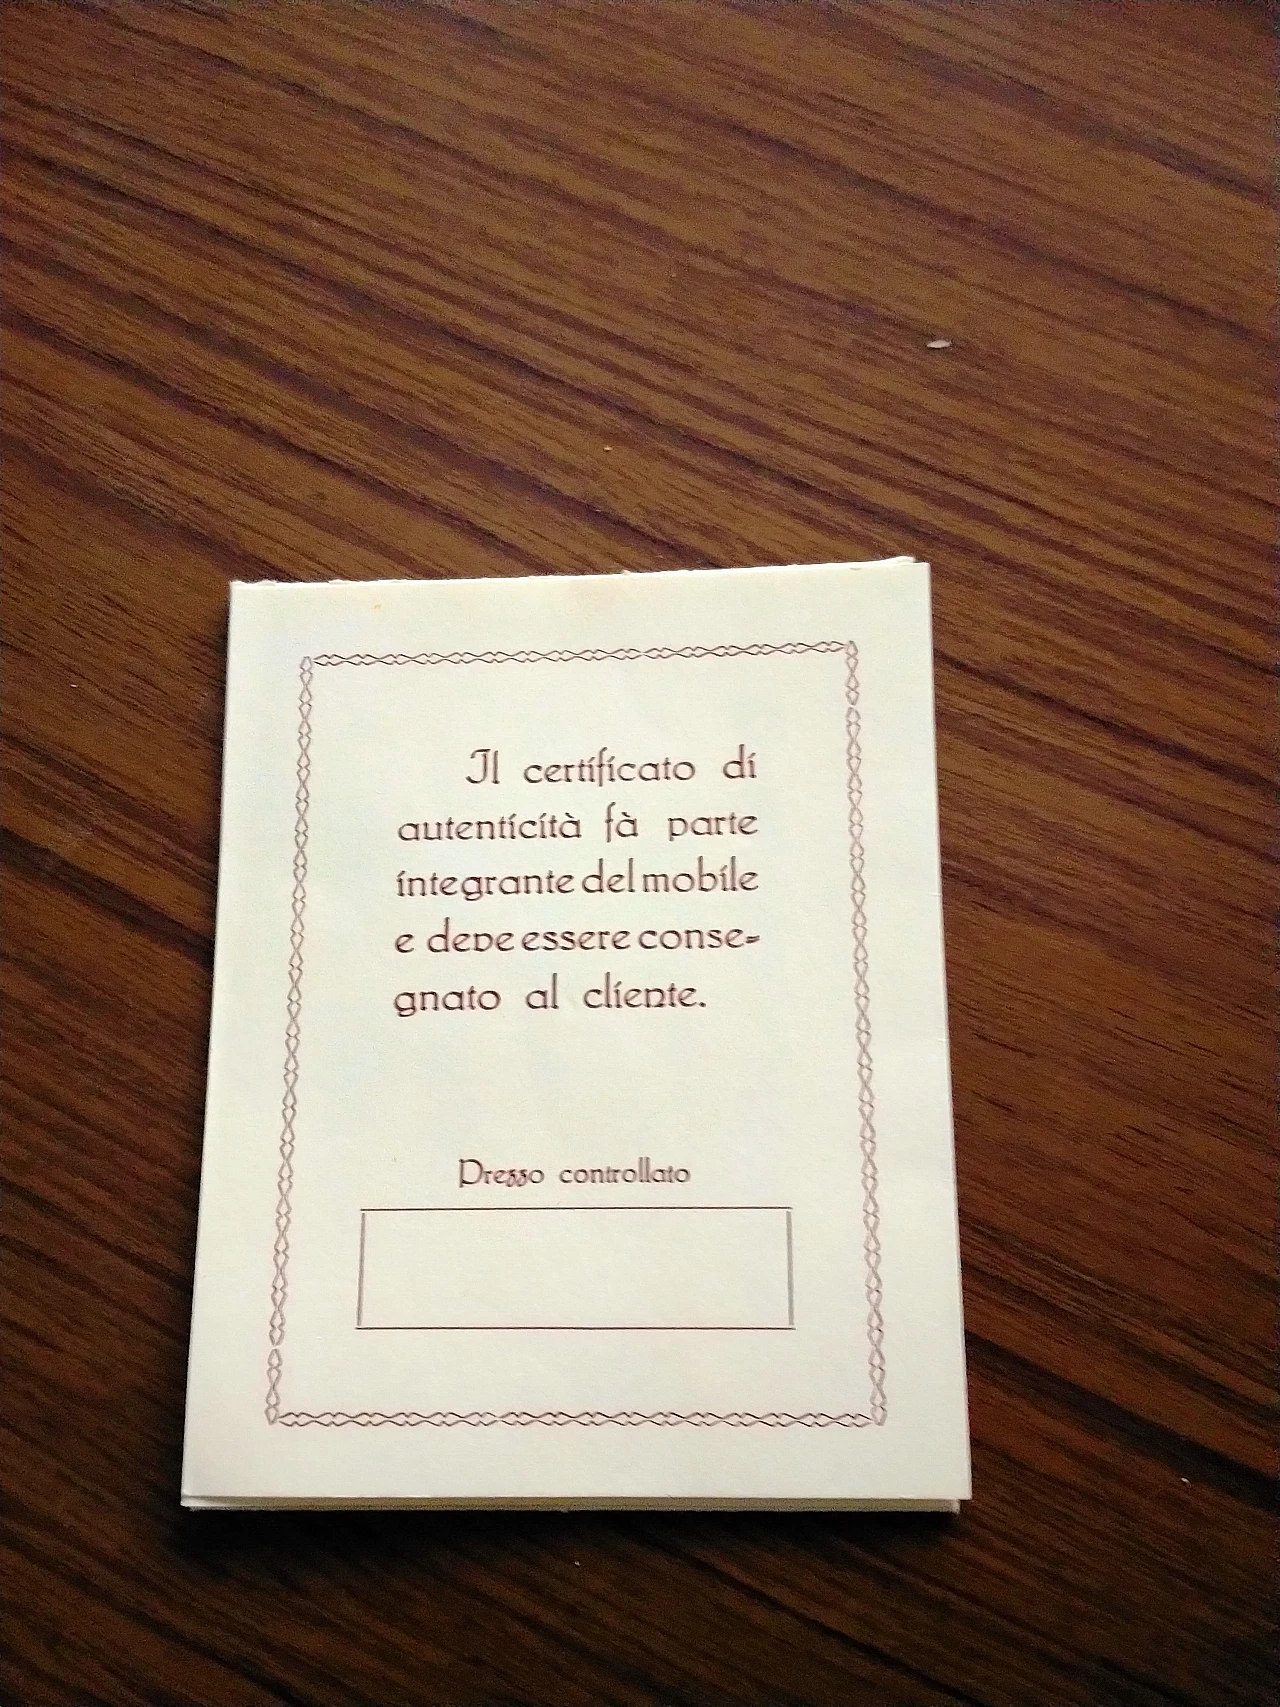 Il certificato di
autenticità fà parte
integrante del mobile
e deve essere conse-
gnato al cliente.
Prezzo controllato